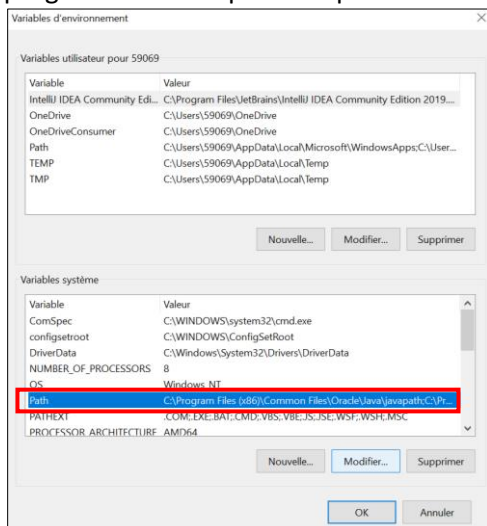 Variables d'environnement
Variables utilisateur pour 59069
Variable Valeur
IntelliJ IDEA Community Edi... C:\Program Files\JetBrains\IntelliJ IDEA Community Edition 2019....
OneDrive C:\Users\59069\OneDrive
OneDriveConsumer C:\Users\59069\OneDrive
Path C:\Users\59069\AppData\Local\Microsoft\WindowsApps;C:\User...
TEMP C:\Users\59069\AppData\Local\Temp
TMP C:\Users\59069\AppData\Local\Temp
Nouvelle... Modifier... Supprimer
Variables système
Variable Valeur
ComSpec C:\WINDOWS\system32\cmd.exe
configsetroot C:\WINDOWS\ConfigSetRoot
DriverData C:\Windows\System32\Drivers\DriverData
NUMBER_OF_PROCESSORS 8
OS Windows_NT
Path C:\Program Files (x86)\Common Files\Oracle\Java\javapath;C:\Pr...
PATHEXT .COM;.EXE;.BAT;.CMD;.VBS;.VBE;.JS;.JSE;.WSF;.WSH;.MSC
PROCESSOR_ARCHITECTURE AMD64
Nouvelle... Modifier... Supprimer
OK Annuler